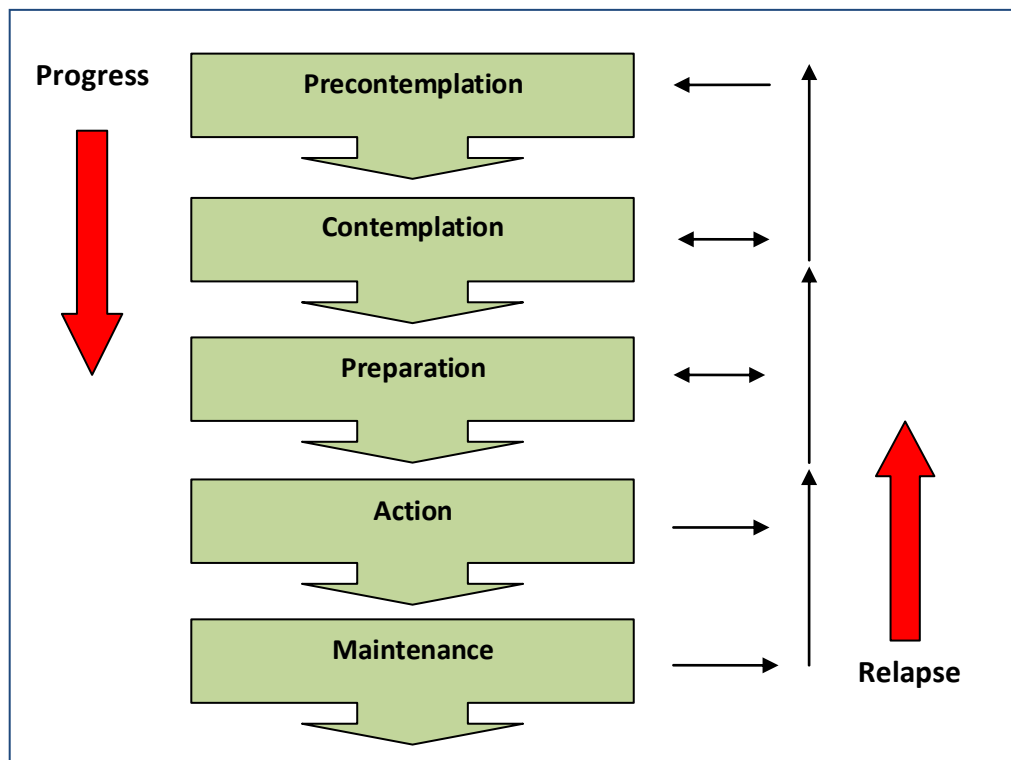 Progress
Precontemplation
Contemplation
Preparation
Action
Maintenance
Relapse